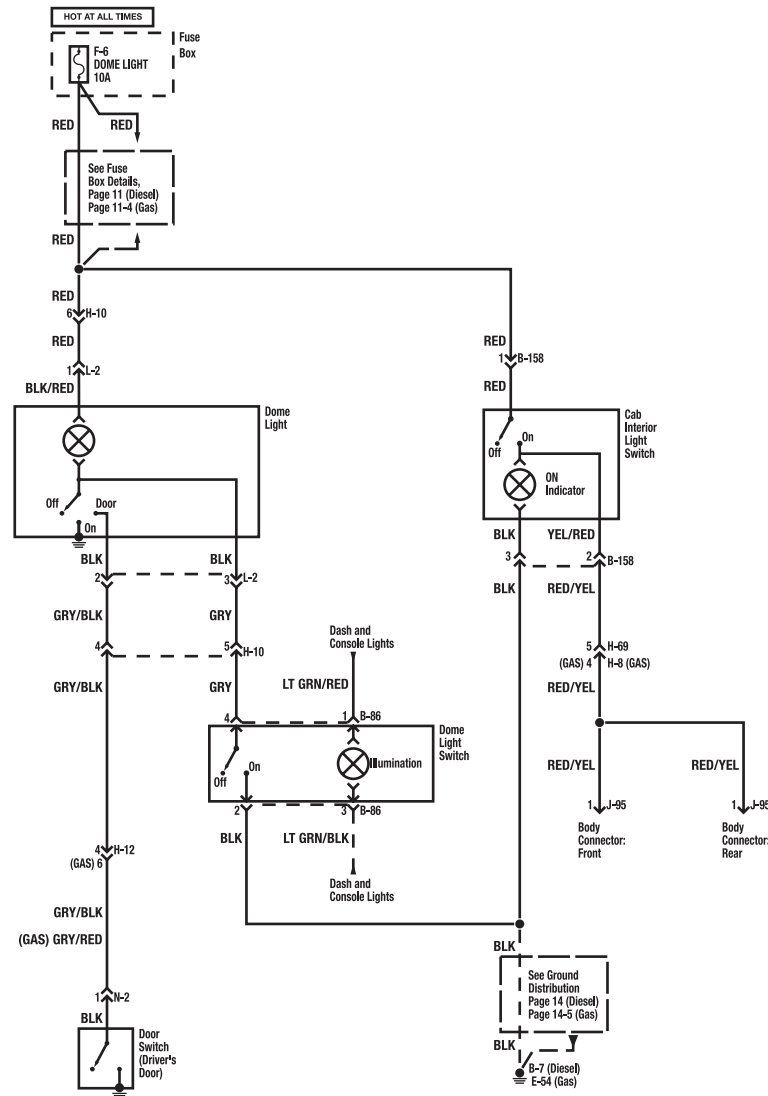 HOT AT ALL TIMES
Fuse
Box
F-6
DOME LIGHT
10A
RED
RED
See Fuse
Box Details,
Page 11 (Diesel)
Page 11-4 (Gas)
RED
RED
6 H-10
RED
1 L-2
BLK/RED
RED
1 B-158
RED
Dome
Light
Off
Door
On
Cab
Interior
Light
Switch
Off
On
ON
Indicator
BLK
BLK
2
3 L-2
GRY/BLK
GRY
4
5 H-10
GRY/BLK
GRY
BLK
YEL/RED
3
2 B-158
BLK
RED/YEL
5 H-69
(GAS) 4 H-8 (GAS)
RED/YEL
Dash and
Console Lights
LT GRN/RED
4
1 B-86
Dome
Light
Switch
Off
On
Illumination
2
3 B-86
BLK
LT GRN/BLK
Dash and
Console Lights
RED/YEL
RED/YEL
1 J-95
1 J-95
Body
Connector:
Front
Body
Connector:
Rear
4 H-12
(GAS) 6
GRY/BLK
(GAS) GRY/RED
1 N-2
BLK
Door
Switch
(Driver's
Door)
BLK
See Ground
Distribution
Page 14 (Diesel)
Page 14-5 (Gas)
BLK
B-7 (Diesel)
E-54 (Gas)